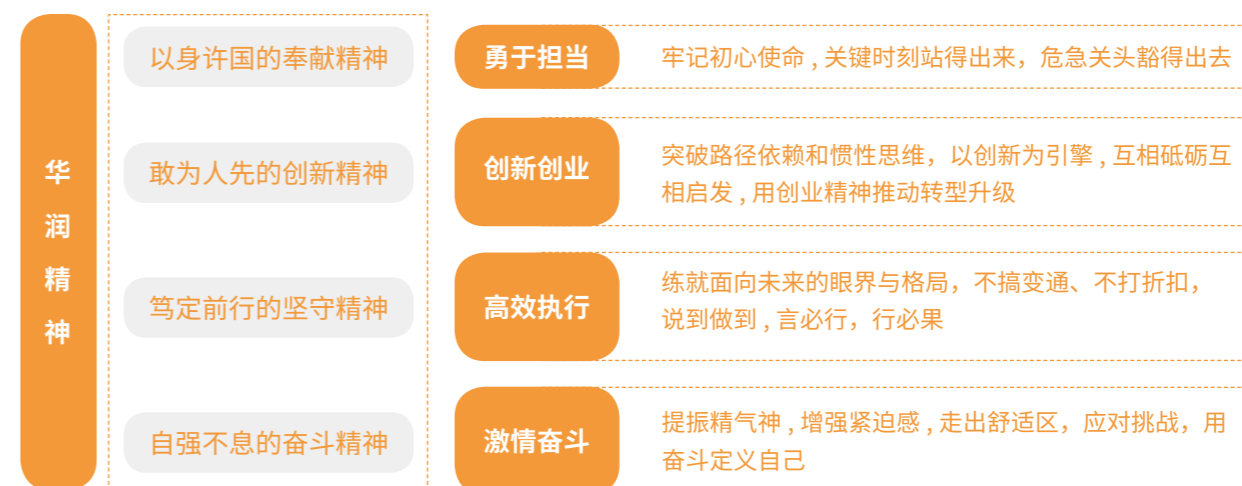 华
润
精
神
以身许国的奉献精神
勇于担当
牢记初心使命 , 关键时刻站得出来，危急关头豁得出去
敢为人先的创新精神
创新创业
突破路径依赖和惯性思维，以创新为引擎 , 互相砥砺互
相启发 , 用创业精神推动转型升级
笃定前行的坚守精神
高效执行
练就面向未来的眼界与格局，不搞变通、不打折扣，
说到做到 , 言必行，行必果
自强不息的奋斗精神
激情奋斗
提振精气神 , 增强紧迫感 , 走出舒适区，应对挑战，用
奋斗定义自己